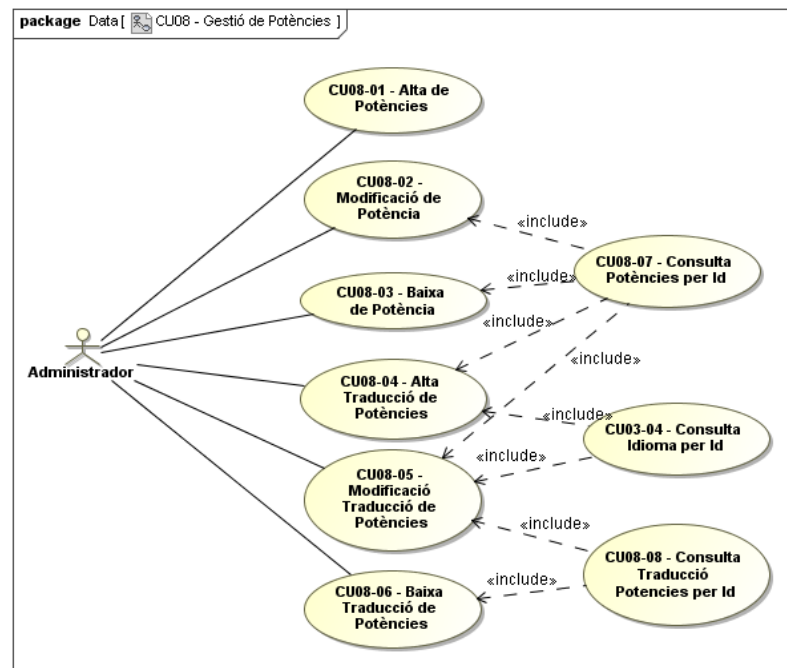 package Data [ CU08 - Gestió de Potències ]
CU08-01 - Alta de
Potències
CU08-02 -
Modificació de
Potència
«include»
CU08-07 - Consulta
Potències per Id
CU08-03 - Baixa
de Potència
«include»
«include»
Administrador
CU08-04 - Alta
Traducció de
Potències
«include»
CU03-04 - Consulta
Idioma per Id
«include»
CU08-05 -
Modificació
Traducció de
Potències
«include»
CU08-08 - Consulta
Traducció
Potencies per Id
«include»
CU08-06 - Baixa
Traducció de
Potències